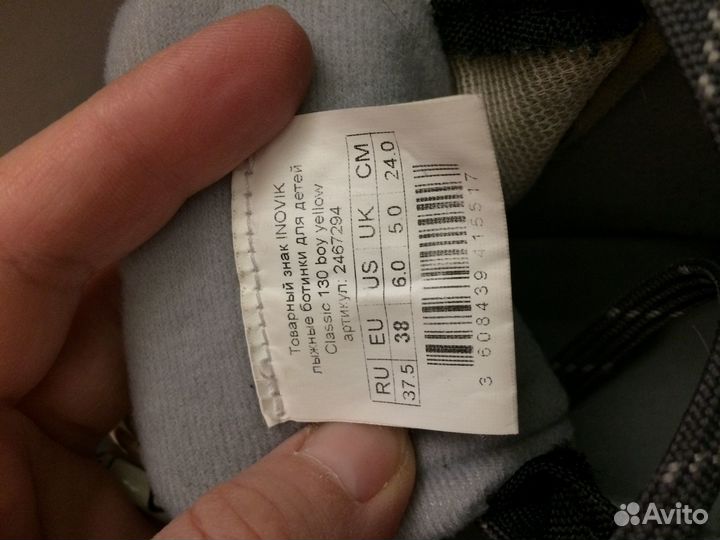 Товарный знак INOVIK
лыжные ботинки для детей
Classic 130 boy yellow
артикул: 2467294
RU EU US UK CM
37.5 38 6.0 5.0 24.0
3 608439 415517
Avito